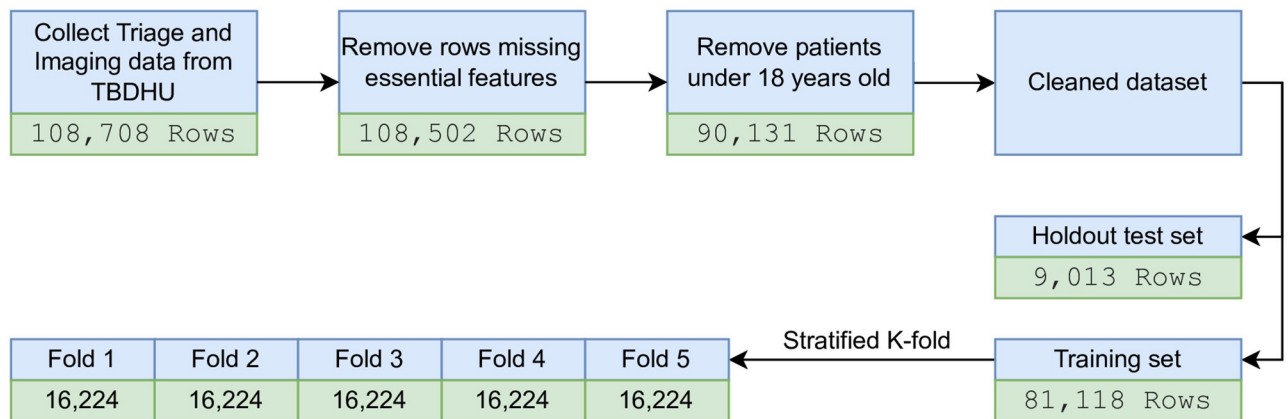 Collect Triage and
Imaging data from
TBDHU
108,708 Rows
Remove rows missing
essential features
108,502 Rows
Remove patients
under 18 years old
90,131 Rows
Cleaned dataset
Holdout test set
9,013 Rows
Training set
81,118 Rows
Stratified K-fold
Fold 1 Fold 2 Fold 3 Fold 4 Fold 5
16,224 16,224 16,224 16,224 16,224